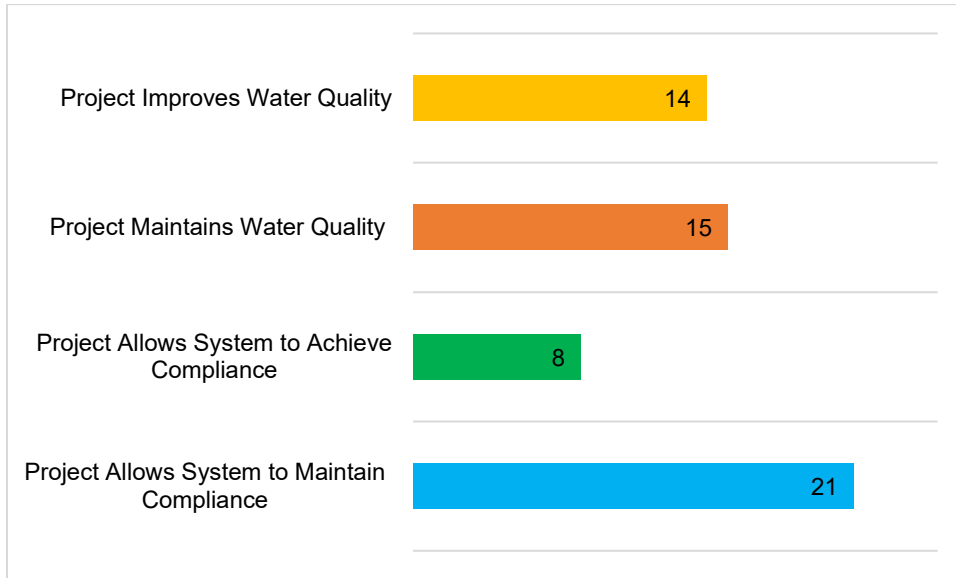 Project Improves Water Quality
14
Project Maintains Water Quality
15
Project Allows System to Achieve
Compliance
8
Project Allows System to Maintain
Compliance
21